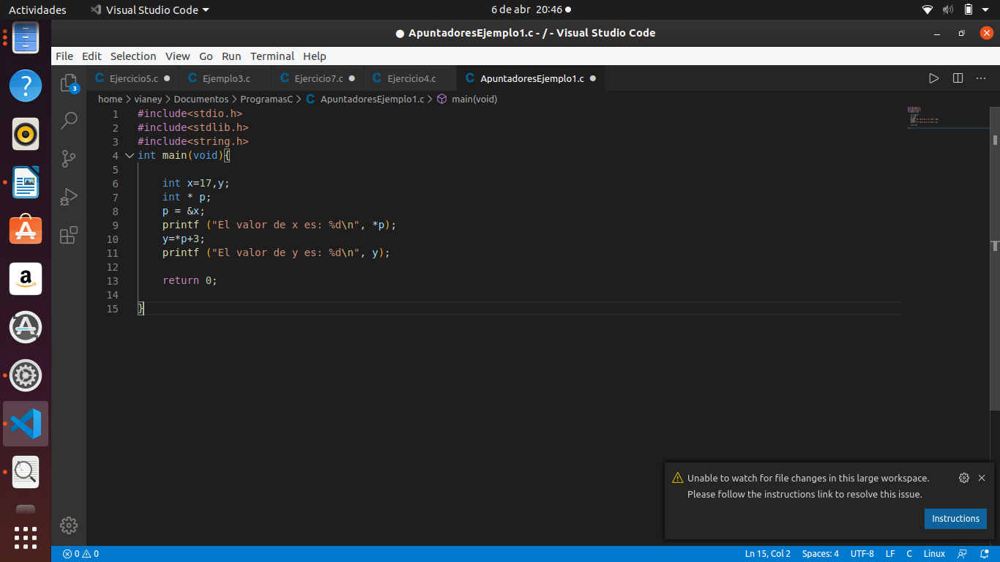 Actividades Visual Studio Code 6 de abr 20:46
ApuntadoresEjemplo1.c - / - Visual Studio Code
File Edit Selection View Go Run Terminal Help
Ejercicio5.c Ejemplo3.c Ejercicio7.c Ejercicio4.c ApuntadoresEjemplo1.c
home > vianey > Documentos > ProgramasC > ApuntadoresEjemplo1.c > main(void)
3
1 #include<stdio.h>
2 #include<stdlib.h>
3 #include<string.h>
4 int main(void){
5
6 int x=17,y;
7 int * p;
8 p = &x;
9 printf ("El valor de x es: %d\n", *p);
10 y=*p+3;
11 printf ("El valor de y es: %d\n", y);
12
13 return 0;
14
15 }
Unable to watch for file changes in this large workspace.
Please follow the instructions link to resolve this issue.
Instructions
0 0 Ln 15, Col 2 Spaces: 4 UTF-8 LF C Linux